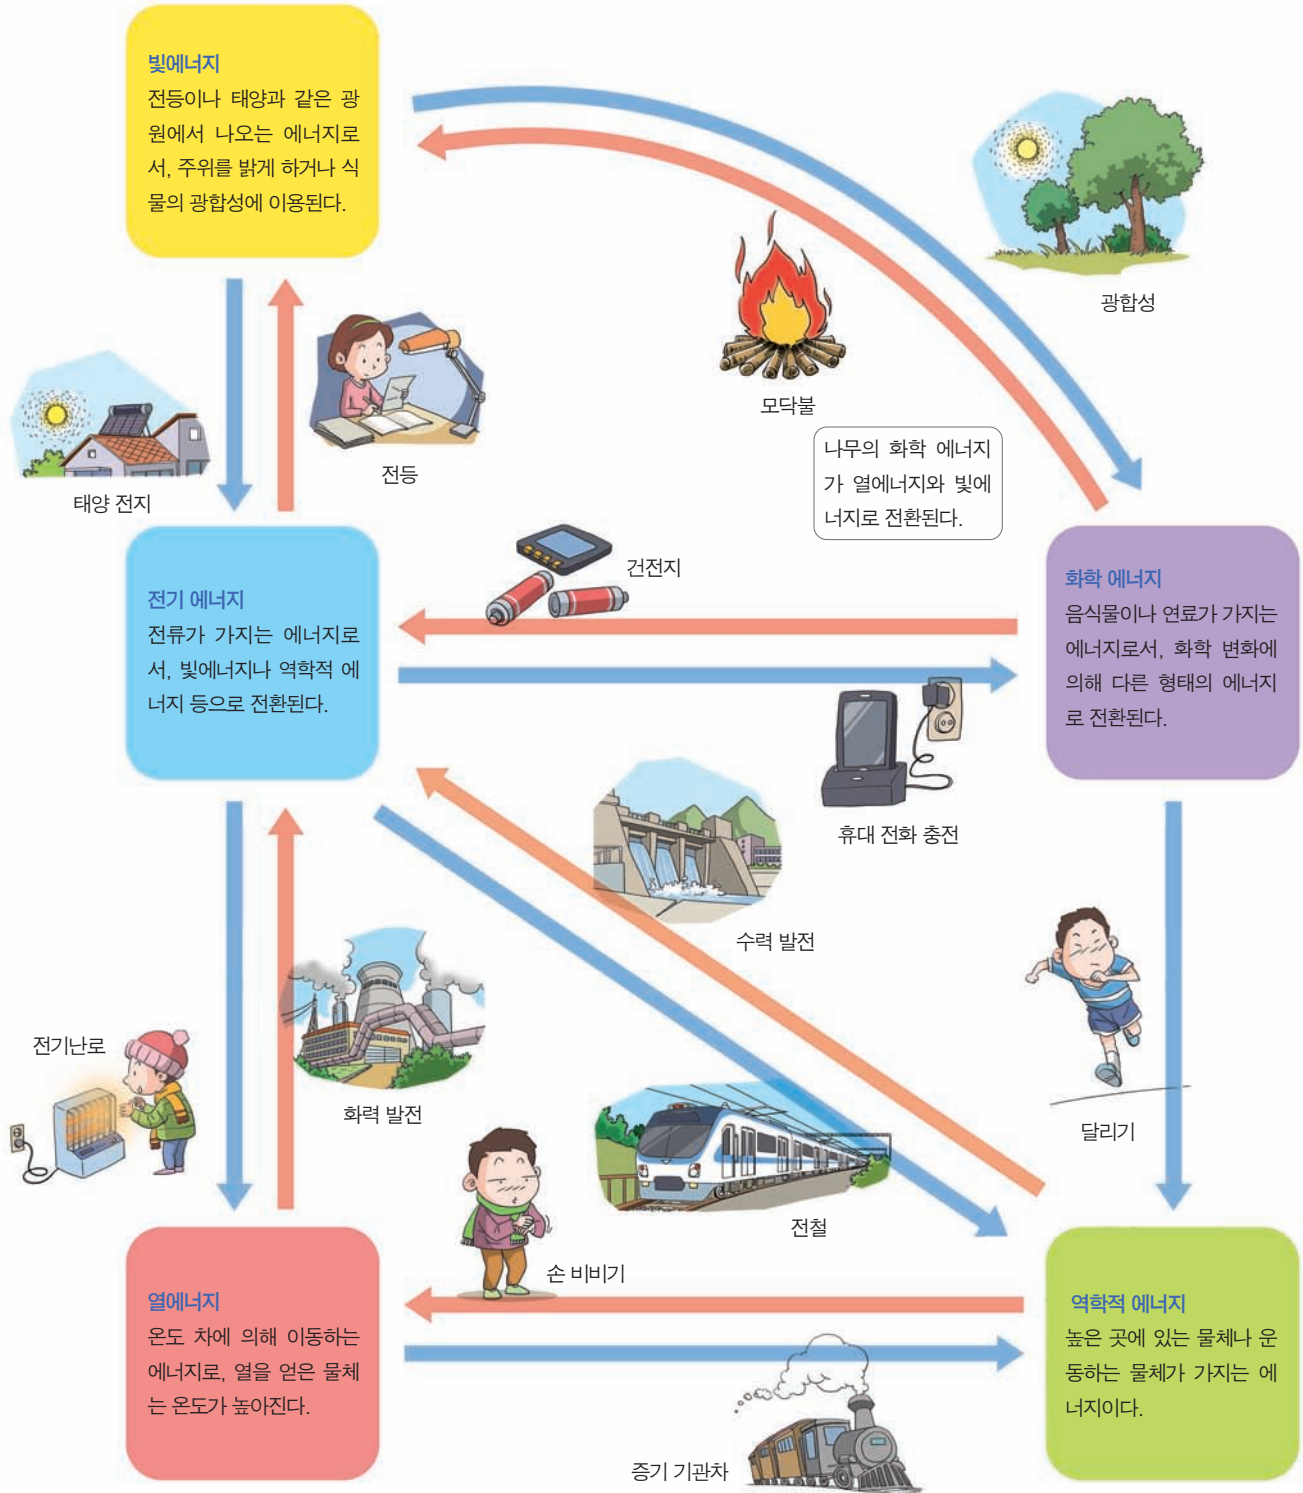 빛에너지
전등이나 태양과 같은 광
원에서 나오는 에너지로
서, 주위를 밝게 하거나 식
물의 광합성에 이용된다.
광합성
모닥불
나무의 화학 에너지
가 열에너지와 빛에
너지로 전환된다.
전등
태양 전지
건전지
전기 에너지
전류가 가지는 에너지로
서, 빛에너지나 역학적 에
너지 등으로 전환된다.
화학 에너지
음식물이나 연료가 가지는
에너지로서, 화학 변화에
의해 다른 형태의 에너지
로 전환된다.
휴대 전화 충전
수력 발전
전기난로
화력 발전
달리기
전철
손 비비기
열에너지
온도 차에 의해 이동하는
에너지로, 열을 얻은 물체
는 온도가 높아진다.
역학적 에너지
높은 곳에 있는 물체나 운
동하는 물체가 가지는 에
너지이다.
증기 기관차